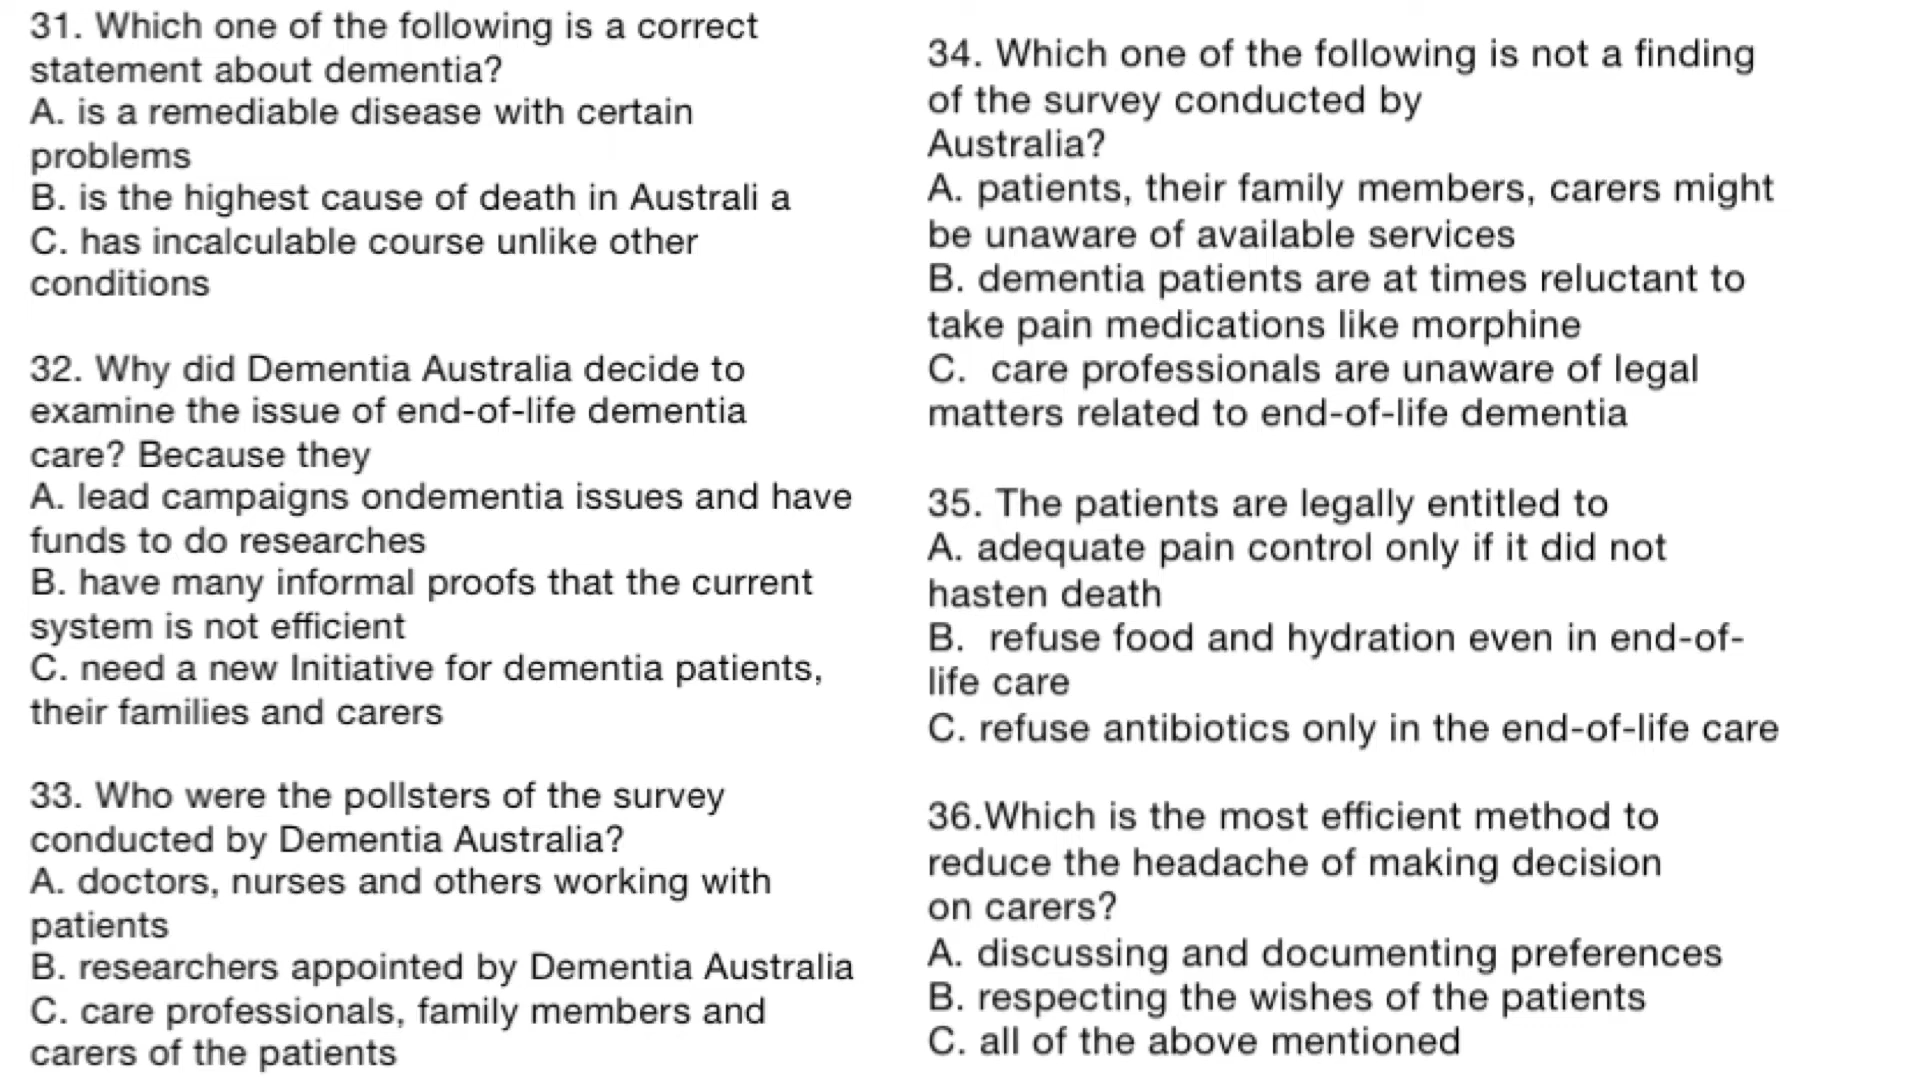 31. Which one of the following is a correct
statement about dementia?
A. is a remediable disease with certain
problems
B. is the highest cause of death in Australi a
C. has incalculable course unlike other
conditions
32. Why did Dementia Australia decide to
examine the issue of end-of-life dementia
care? Because they
A. lead campaigns ondementia issues and have
funds to do researches
B. have many informal proofs that the current
system is not efficient
C. need a new Initiative for dementia patients,
their families and carers
33. Who were the pollsters of the survey
conducted by Dementia Australia?
A. doctors, nurses and others working with
patients
B. researchers appointed by Dementia Australia
C. care professionals, family members and
carers of the patients
34. Which one of the following is not a finding
of the survey conducted by
Australia?
A. patients, their family members, carers might
be unaware of available services
B. dementia patients are at times reluctant to
take pain medications like morphine
C. care professionals are unaware of legal
matters related to end-of-life dementia
35. The patients are legally entitled to
A. adequate pain control only if it did not
hasten death
B. refuse food and hydration even in end-of-
life care
C. refuse antibiotics only in the end-of-life care
36.Which is the most efficient method to
reduce the headache of making decision
on carers?
A. discussing and documenting preferences
B. respecting the wishes of the patients
C. all of the above mentioned